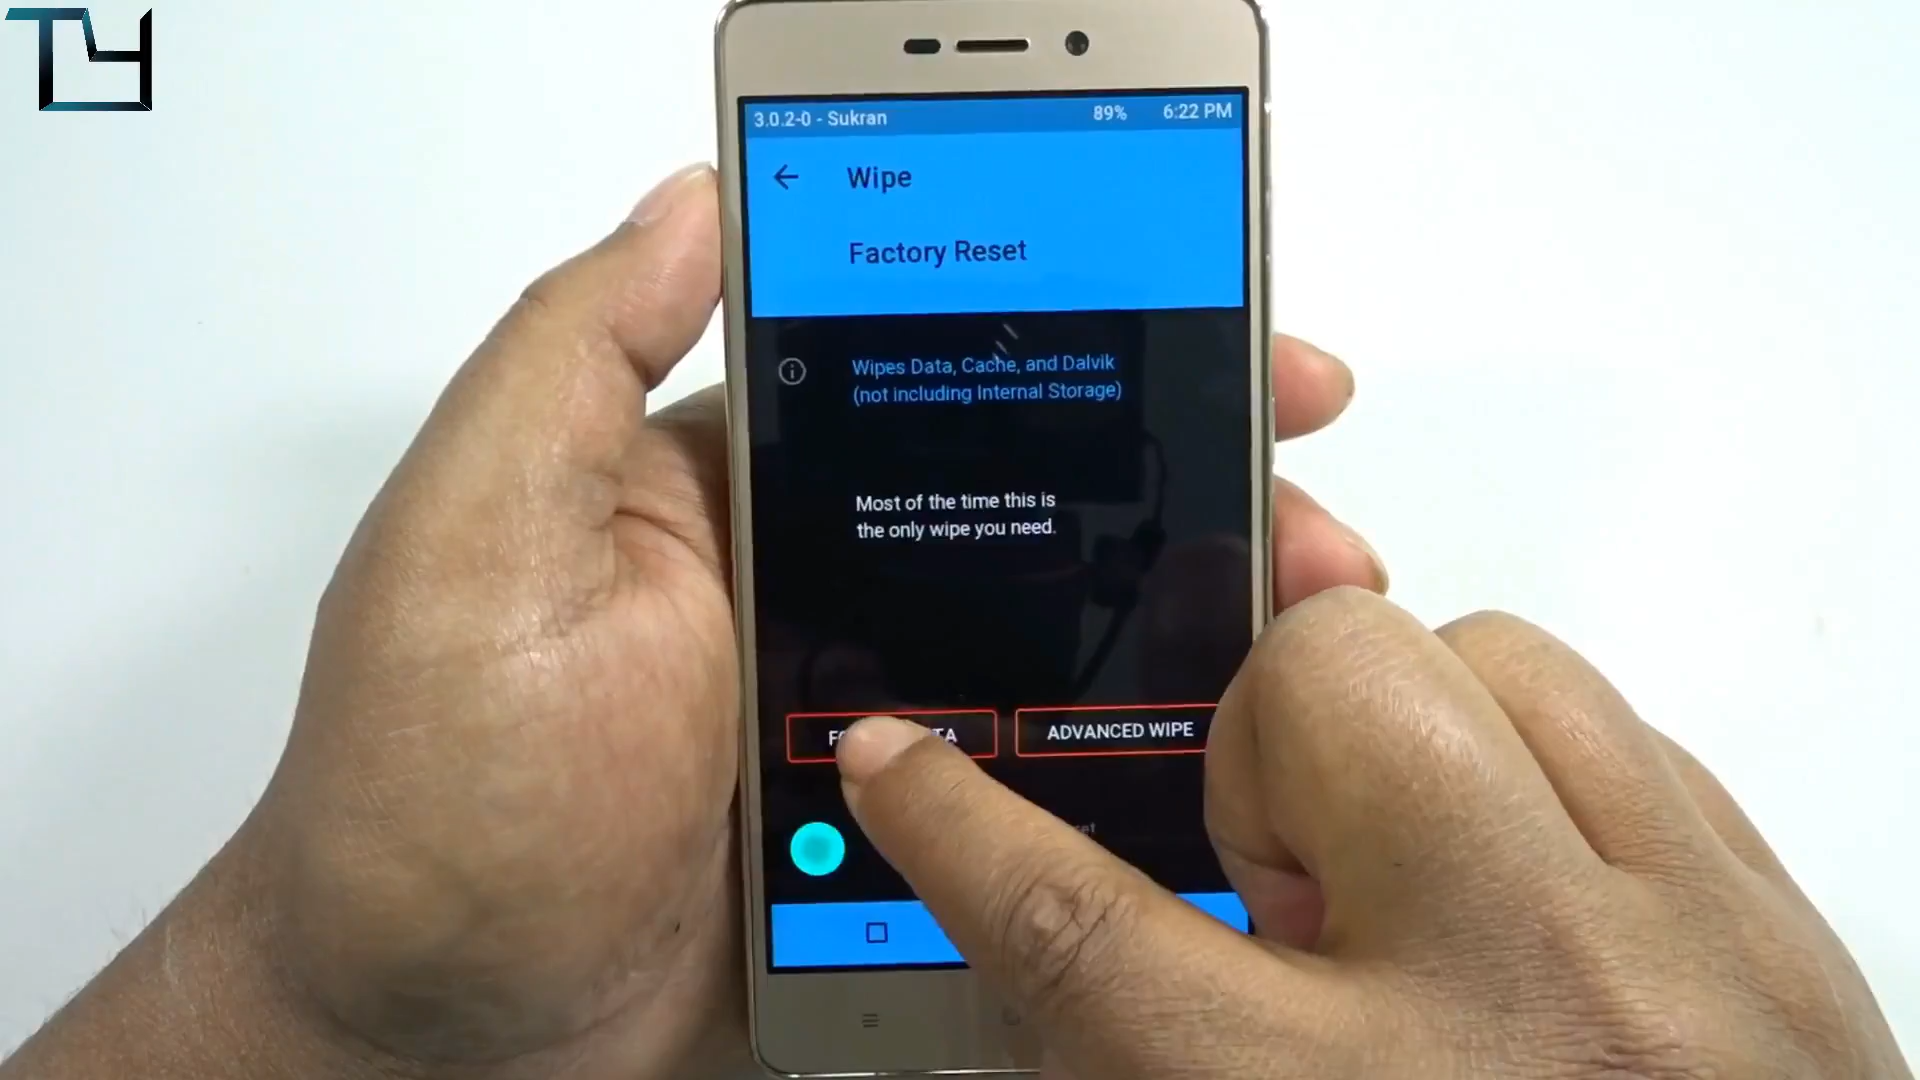 TY
3.0.2-0 - Sukran 89% 6:22 PM
Wipe
Factory Reset
Wipes Data, Cache, and Dalvik
(not including Internal Storage)
Most of the time this is
the only wipe you need.
ADVANCED WIPE